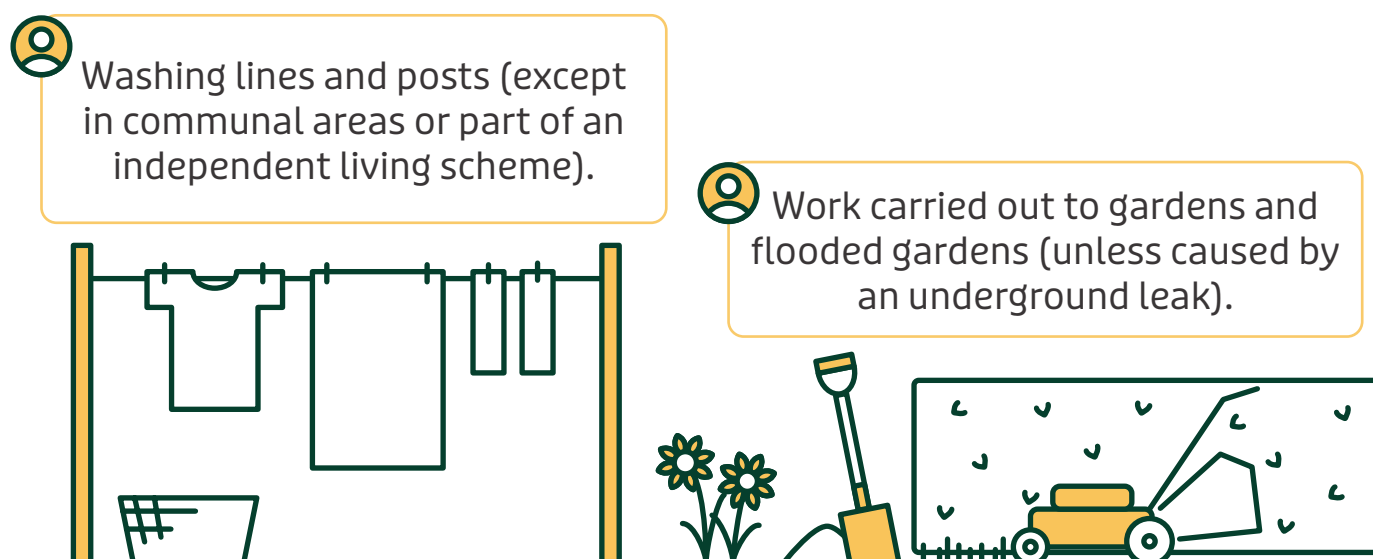 Washing lines and posts (except
in communal areas or part of an
independent living scheme).
Work carried out to gardens and
flooded gardens (unless caused by
an underground leak).